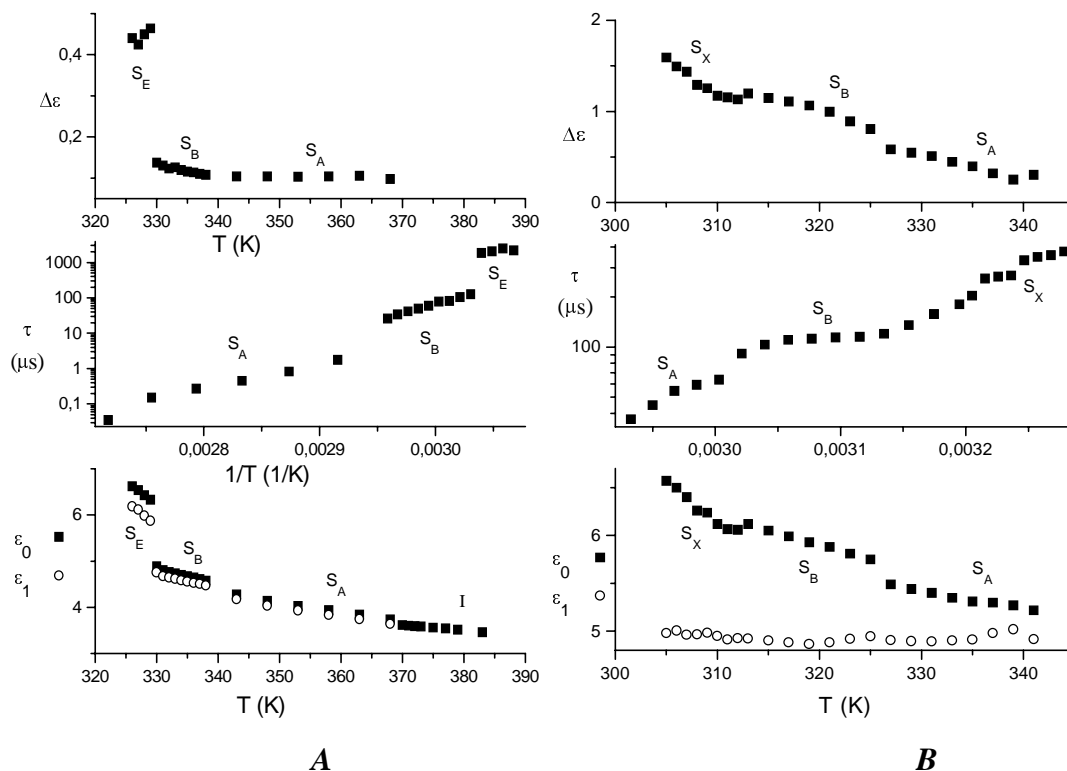 0,4
0,2
Δε
S_E
S_B
S_A
320 330 340 350 360 370 380 390
T (K)
2
1
0
Δε
S_X
S_B
S_A
300 310 320 330 340
1000
100
10
1
0,1
τ
(μs)
S_A
S_B
S_E
0,0028 0,0029 0,0030
1/T (1/K)
τ
(μs)
100
S_A
S_B
S_X
0,0030 0,0031 0,0032
6
4
ε_0
ε_1
S_E
S_B
S_A
I
320 330 340 350 360 370 380 390
T (K)
6
5
ε_0
ε_1
S_X
S_B
S_A
300 310 320 330 340
T (K)
A
B